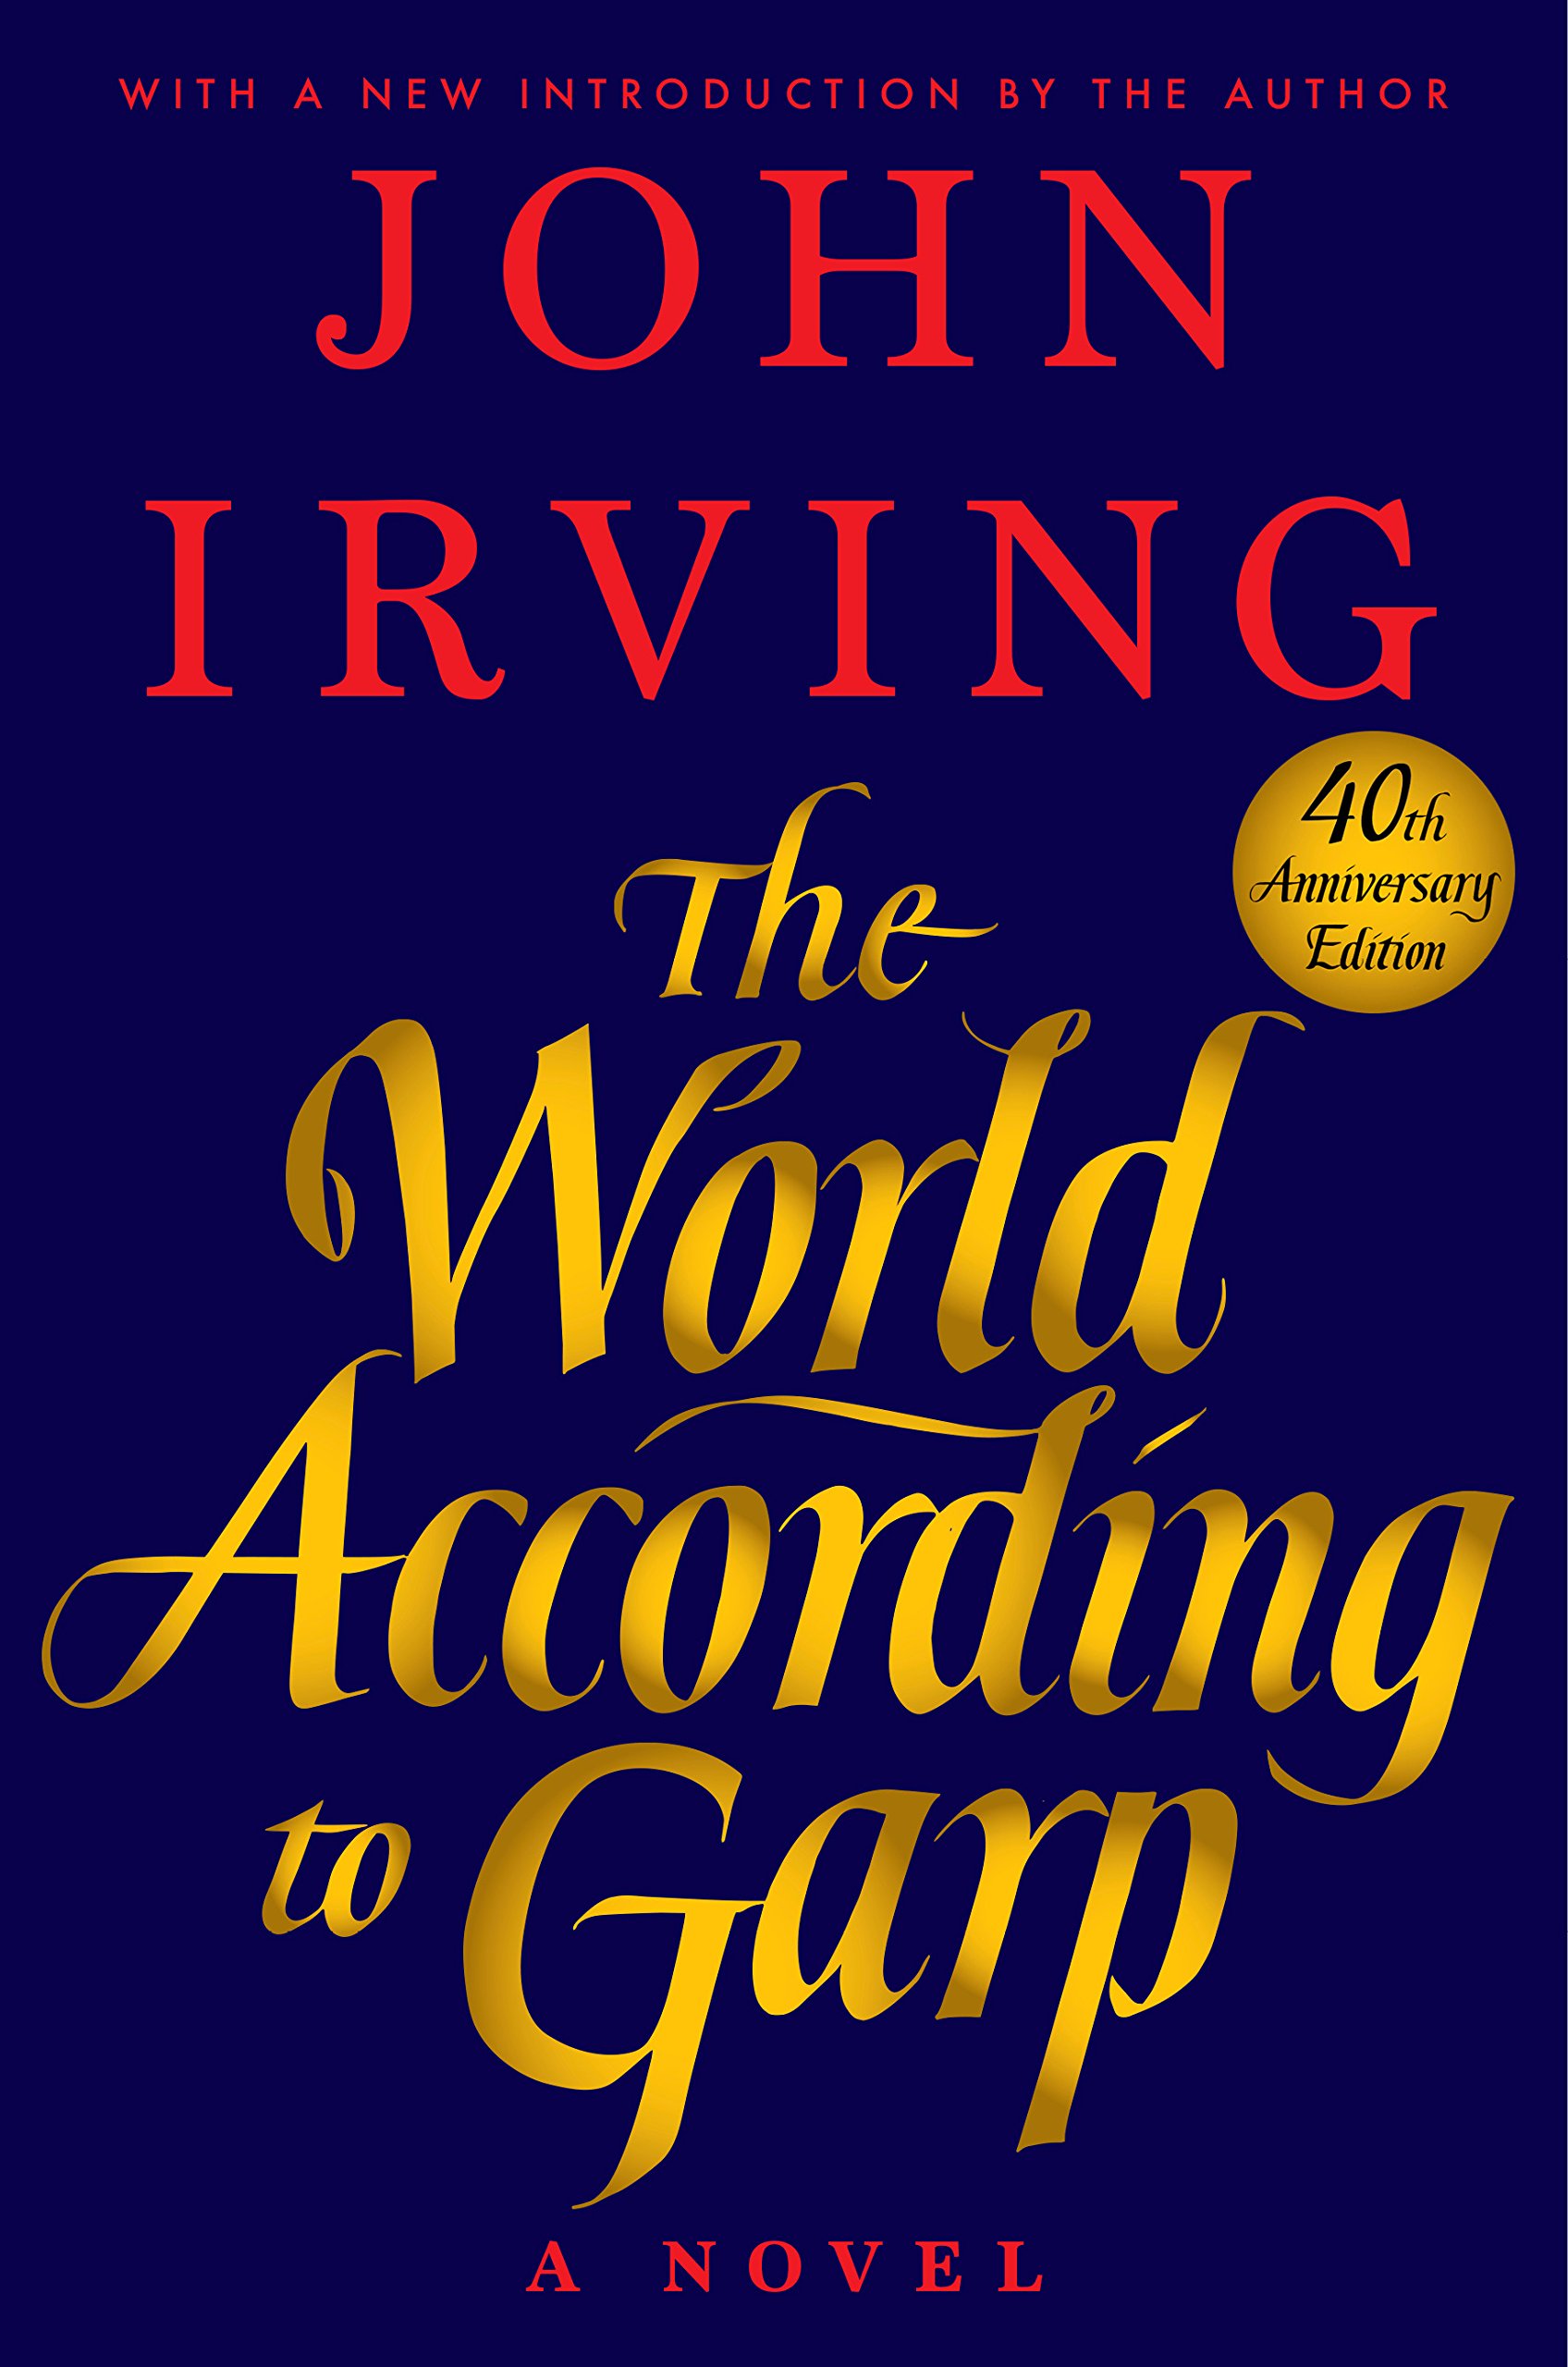 WITH A NEW INTRODUCTION BY THE AUTHOR
JOHN
IRVING
The
40th
Anniversary
Edition
World
According
to Garp
A NOVEL